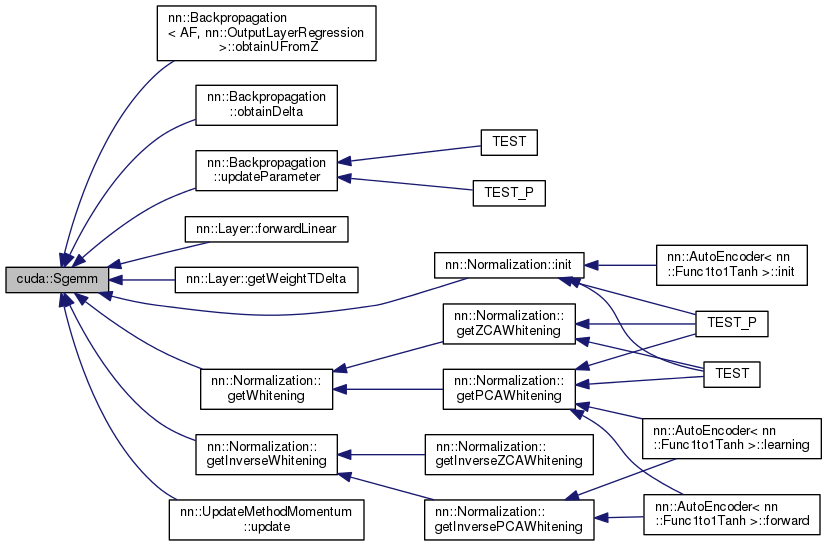 nn::Backpropagation
< AF, nn::OutputLayerRegression
>::obtainUFromZ
nn::Backpropagation
::obtainDelta
nn::Backpropagation
::updateParameter
TEST
TEST_P
nn::Layer::forwardLinear
cuda::Sgemm
nn::Layer::getWeightTDelta
nn::Normalization::init
nn::AutoEncoder< nn
::Func1to1Tanh >::init
nn::Normalization::
getZCAWhitening
TEST_P
nn::Normalization::
getWhitening
nn::Normalization::
getPCAWhitening
TEST
nn::Normalization::
getInverseWhitening
nn::Normalization::
getInverseZCAWhitening
nn::AutoEncoder< nn
::Func1to1Tanh >::learning
nn::UpdateMethodMomentum
::update
nn::Normalization::
getInversePCAWhitening
nn::AutoEncoder< nn
::Func1to1Tanh >::forward